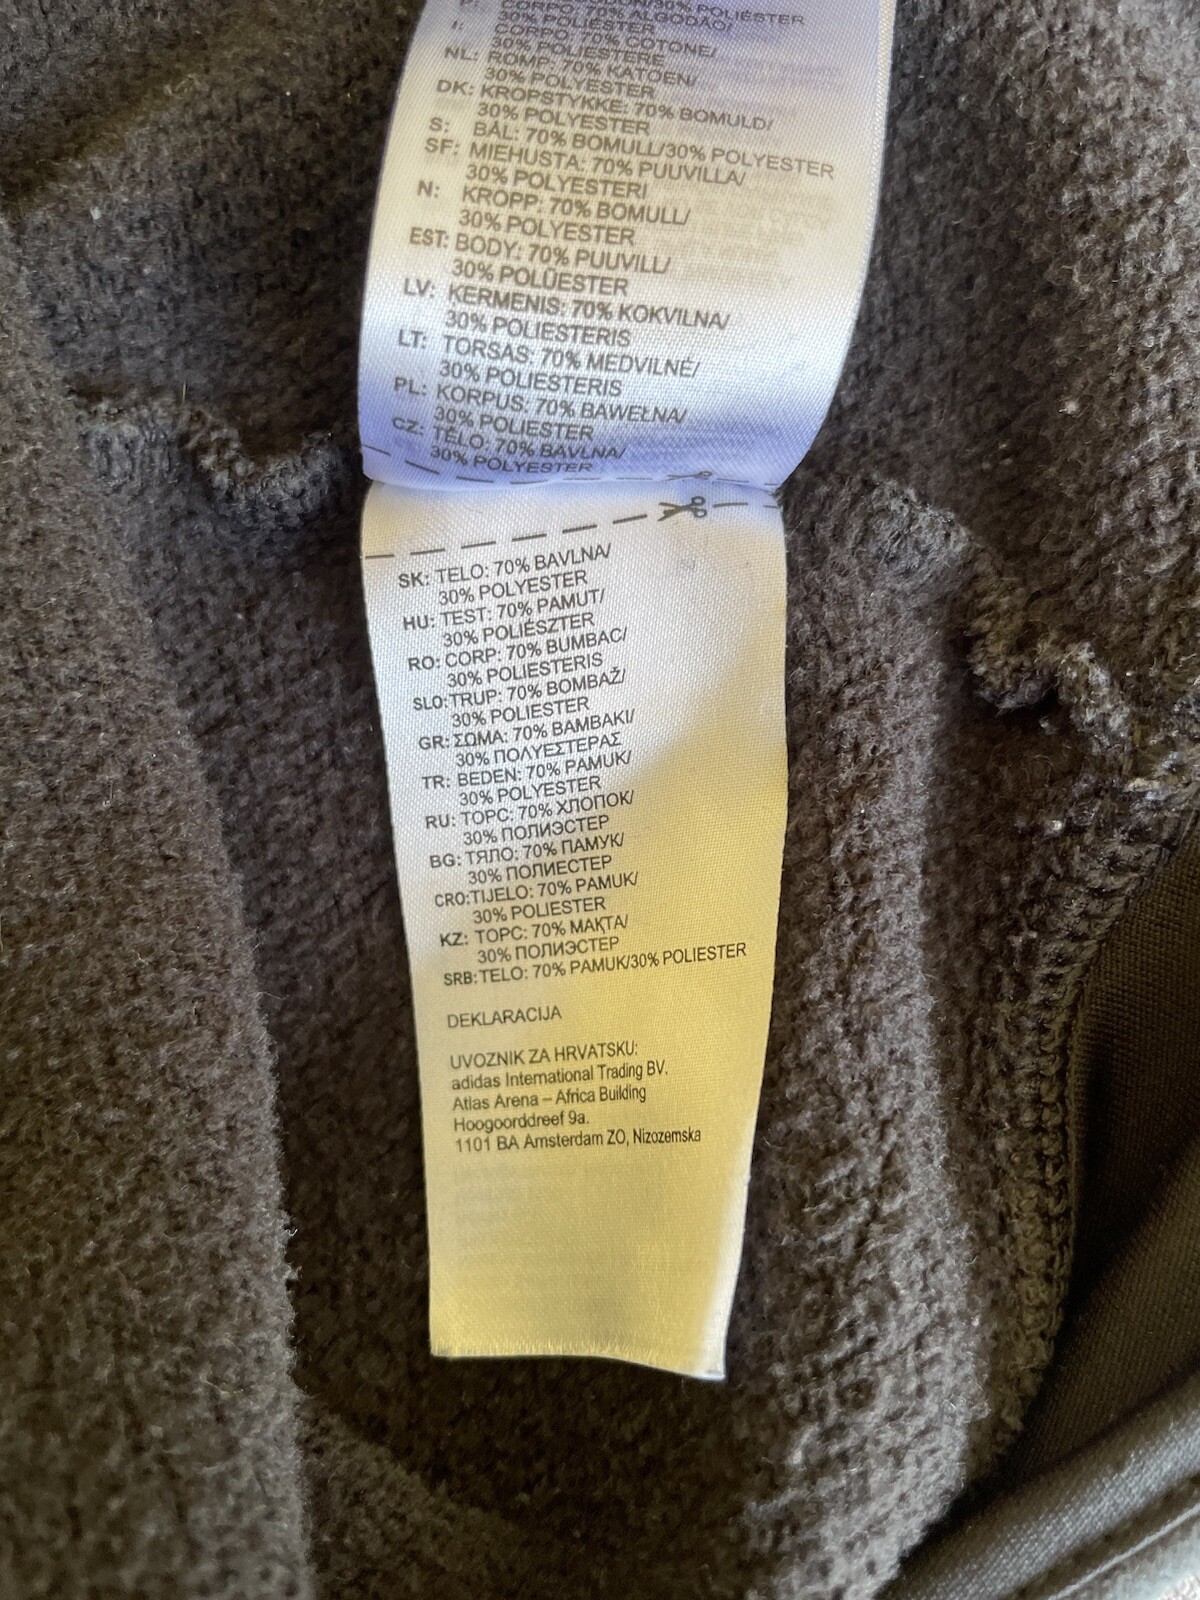 30% POLIÉSTER
P: CORPO: 70% ALGODÃO/
30% POLIÉSTER
I: CORPO: 70% COTONE/
30% POLIESTERE
NL: ROMP: 70% KATOEN/
30% POLYESTER
DK: KROPSTYKKE: 70% BOMULD/
30% POLYESTER
S: BÅL: 70% BOMULL/30% POLYESTER
SF: MIEHUSTA: 70% PUUVILLA/
30% POLYESTERI
N: KROPP: 70% BOMULL/
30% POLYESTER
EST: BODY: 70% PUUVILL/
30% POLÜESTER
LV: KERMENIS: 70% KOKVILNA/
30% POLIESTERIS
LT: TORSAS: 70% MEDVILNĖ/
30% POLIESTERIS
PL: KORPUS: 70% BAWEŁNA/
30% POLIESTER
CZ: TĚLO: 70% BAVLNA/
30% POLYESTER
SK: TELO: 70% BAVLNA/
30% POLYESTER
HU: TEST: 70% PAMUT/
30% POLIÉSZTER
RO: CORP: 70% BUMBAC/
30% POLIESTERIS
SLO: TRUP: 70% BOMBAŽ/
30% POLIESTER
GR: ΣΩΜΑ: 70% ΒΑΜΒΑΚΙ/
30% ΠΟΛΥΕΣΤΕΡΑΣ
TR: BEDEN: 70% PAMUK/
30% POLYESTER
RU: ТОРС: 70% ХЛОПОК/
30% ПОЛИЭСТЕР
BG: ТЯЛО: 70% ПАМУК/
30% ПОЛИЕСТЕР
CRO: TIJELO: 70% PAMUK/
30% POLIESTER
KZ: ТОРС: 70% МАҚТА/
30% ПОЛИЭСТЕР
SRB: TELO: 70% PAMUK/30% POLIESTER
DEKLARACIJA
UVOZNIK ZA HRVATSKU:
adidas International Trading BV.
Atlas Arena – Africa Building
Hoogoorddreef 9a.
1101 BA Amsterdam ZO, Nizozemska